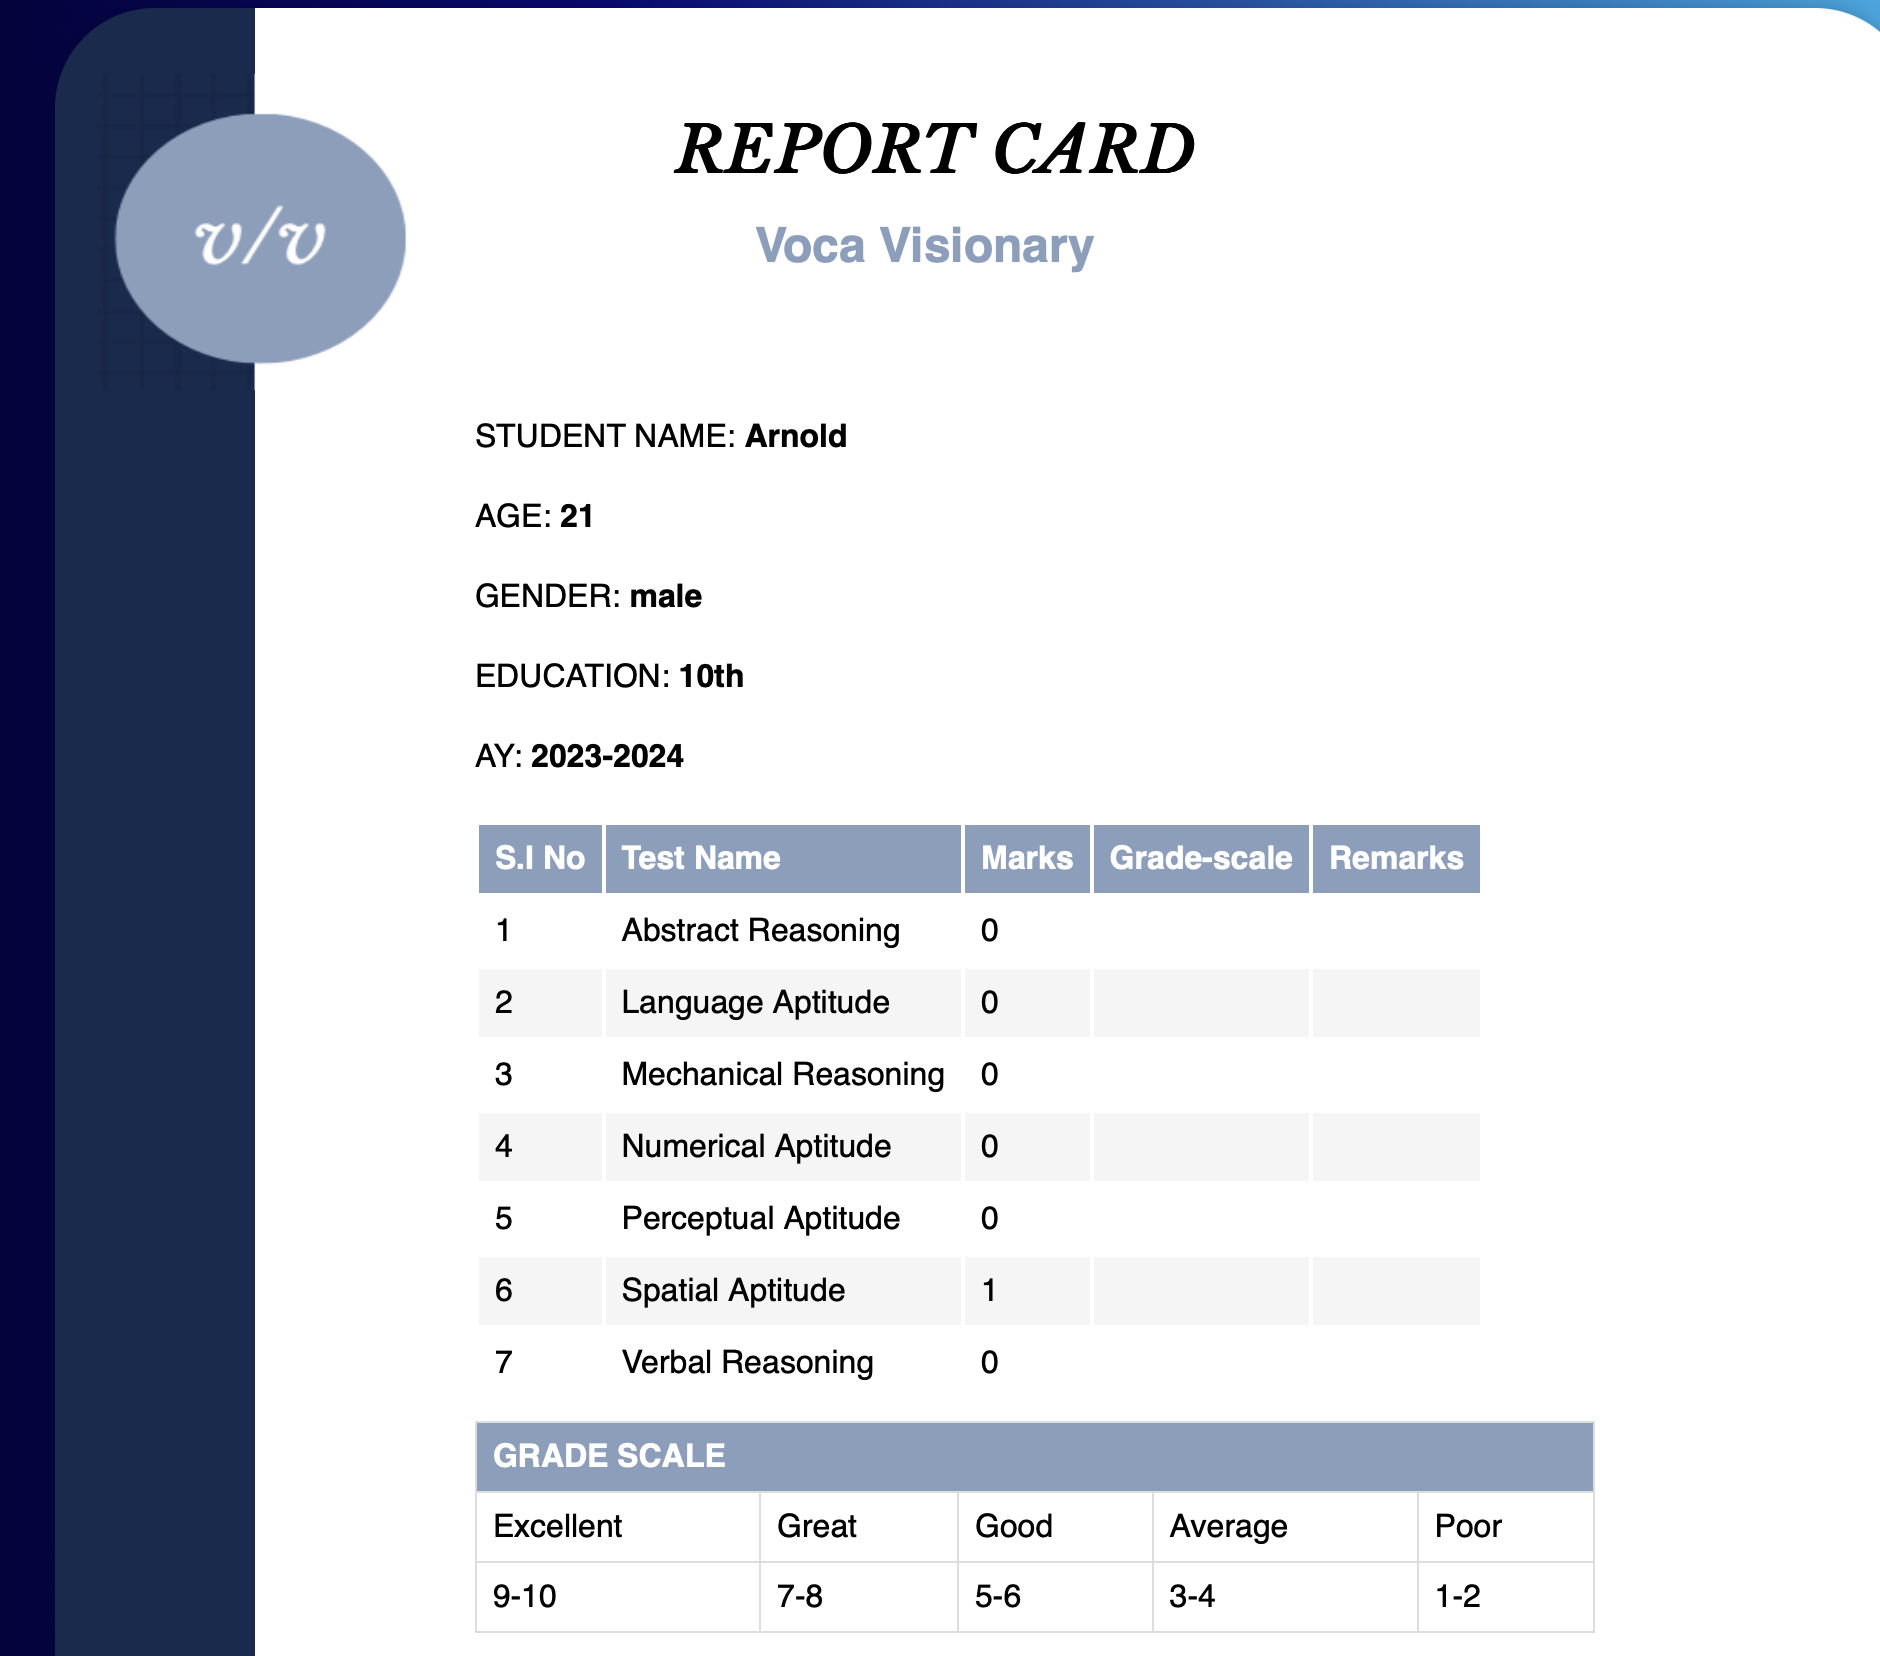 REPORT CARD
v/v
Voca Visionary
STUDENT NAME: Arnold
AGE: 21
GENDER: male
EDUCATION: 10th
AY: 2023-2024
S.I No Test Name Marks Grade-scale Remarks
1 Abstract Reasoning 0
2 Language Aptitude 0
3 Mechanical Reasoning 0
4 Numerical Aptitude 0
5 Perceptual Aptitude 0
6 Spatial Aptitude 1
7 Verbal Reasoning 0
GRADE SCALE
Excellent Great Good Average Poor
9-10 7-8 5-6 3-4 1-2